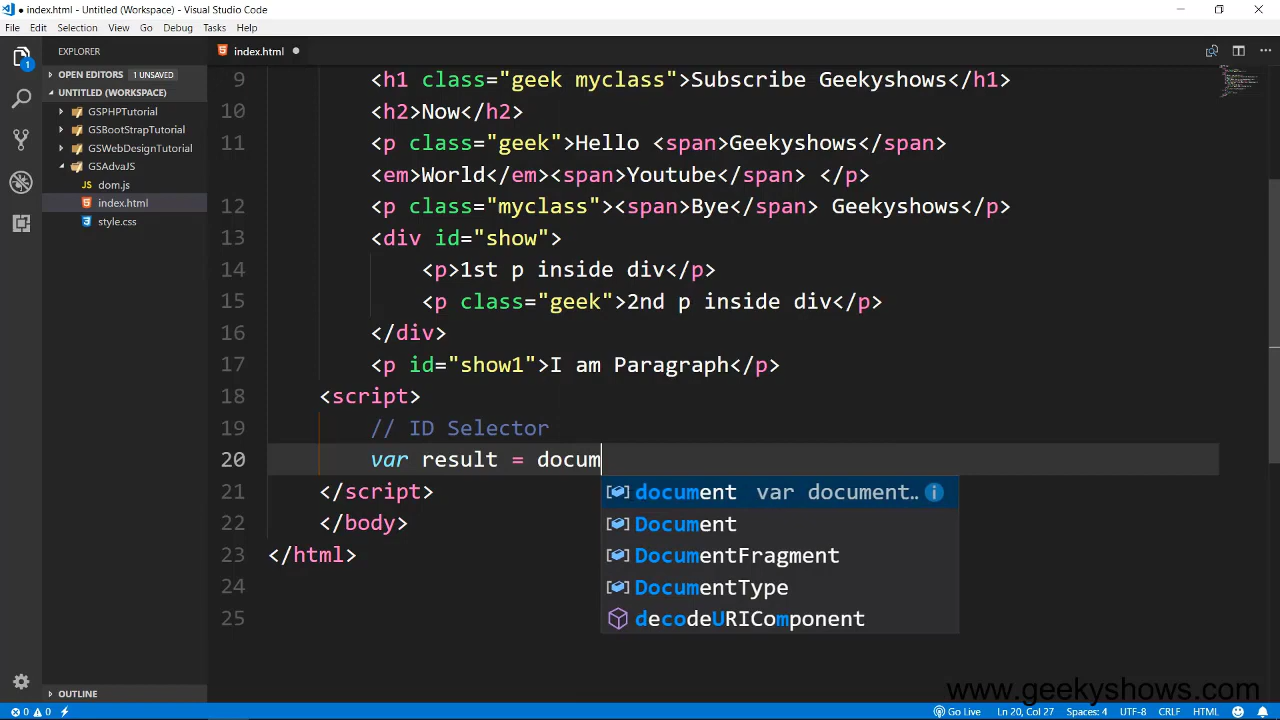 ● index.html - Untitled (Workspace) - Visual Studio Code
File Edit Selection View Go Debug Tasks Help
EXPLORER
index.html ●
OPEN EDITORS 1 UNSAVED
UNTITLED (WORKSPACE)
GSPHPTutorial
GSBootStrapTutorial
GSWebDesignTutorial
GSAdvaJS
JS dom.js
index.html
style.css
OUTLINE
1
9 <h1 class="geek myclass">Subscribe Geekyshows</h1>
10 <h2>Now</h2>
11 <p class="geek">Hello <span>Geekyshows</span>
<em>World</em><span>Youtube</span> </p>
12 <p class="myclass"><span>Bye</span> Geekyshows</p>
13 <div id="show">
14 <p>1st p inside div</p>
15 <p class="geek">2nd p inside div</p>
16 </div>
17 <p id="show1">I am Paragraph</p>
18 <script>
19 // ID Selector
20 var result = docum
21 </script>
22 </body>
23 </html>
24
25
document var document..
Document
DocumentFragment
DocumentType
decodeURIComponent
www.geekyshows.com
0 0 Go Live Ln 20, Col 27 Spaces: 4 UTF-8 CRLF HTML